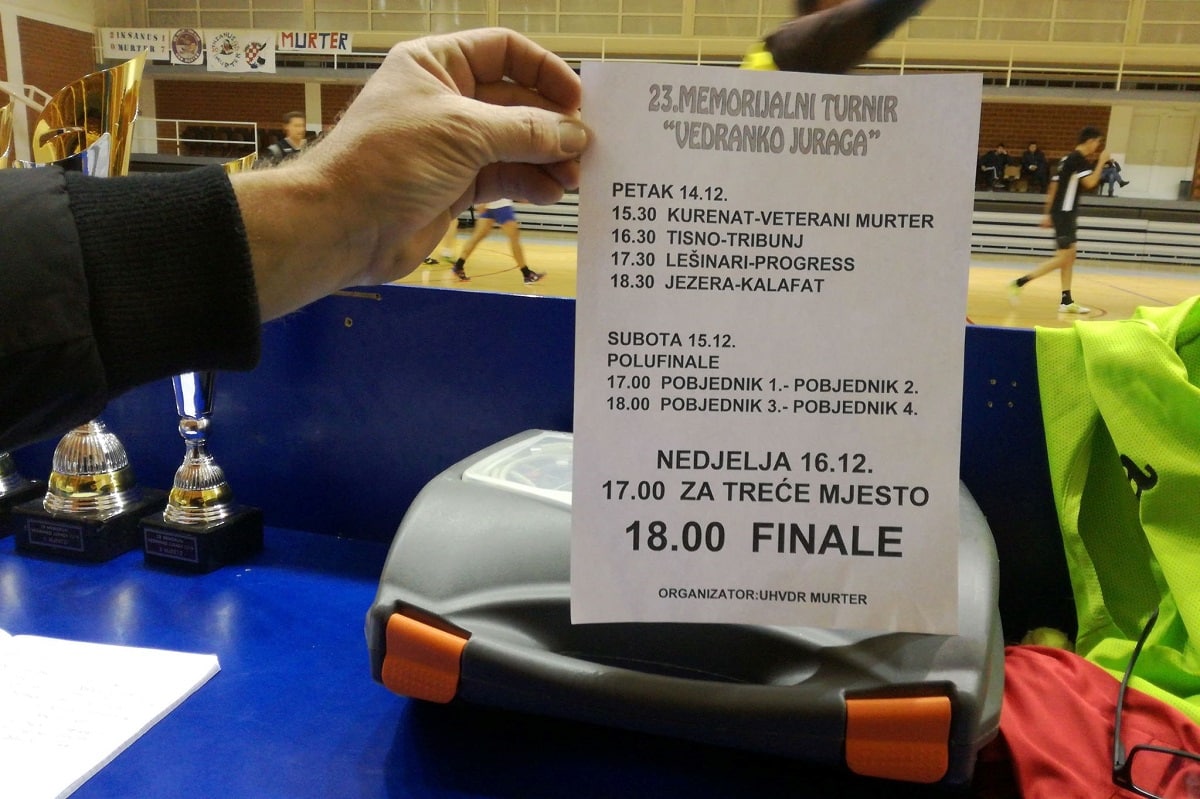 MURTER
23.MEMORIJALNI TURNIR
"VEDRANKO JURAGA"
PETAK 14.12.
15.30 KURENAT-VETERANI MURTER
16.30 TISNO-TRIBUNJ
17.30 LEŠINARI-PROGRESS
18.30 JEZERA-KALAFAT
SUBOTA 15.12.
POLUFINALE
17.00 POBJEDNIK 1.- POBJEDNIK 2.
18.00 POBJEDNIK 3.- POBJEDNIK 4.
NEDJELJA 16.12.
17.00 ZA TREĆE MJESTO
18.00 FINALE
ORGANIZATOR:UHVDR MURTER